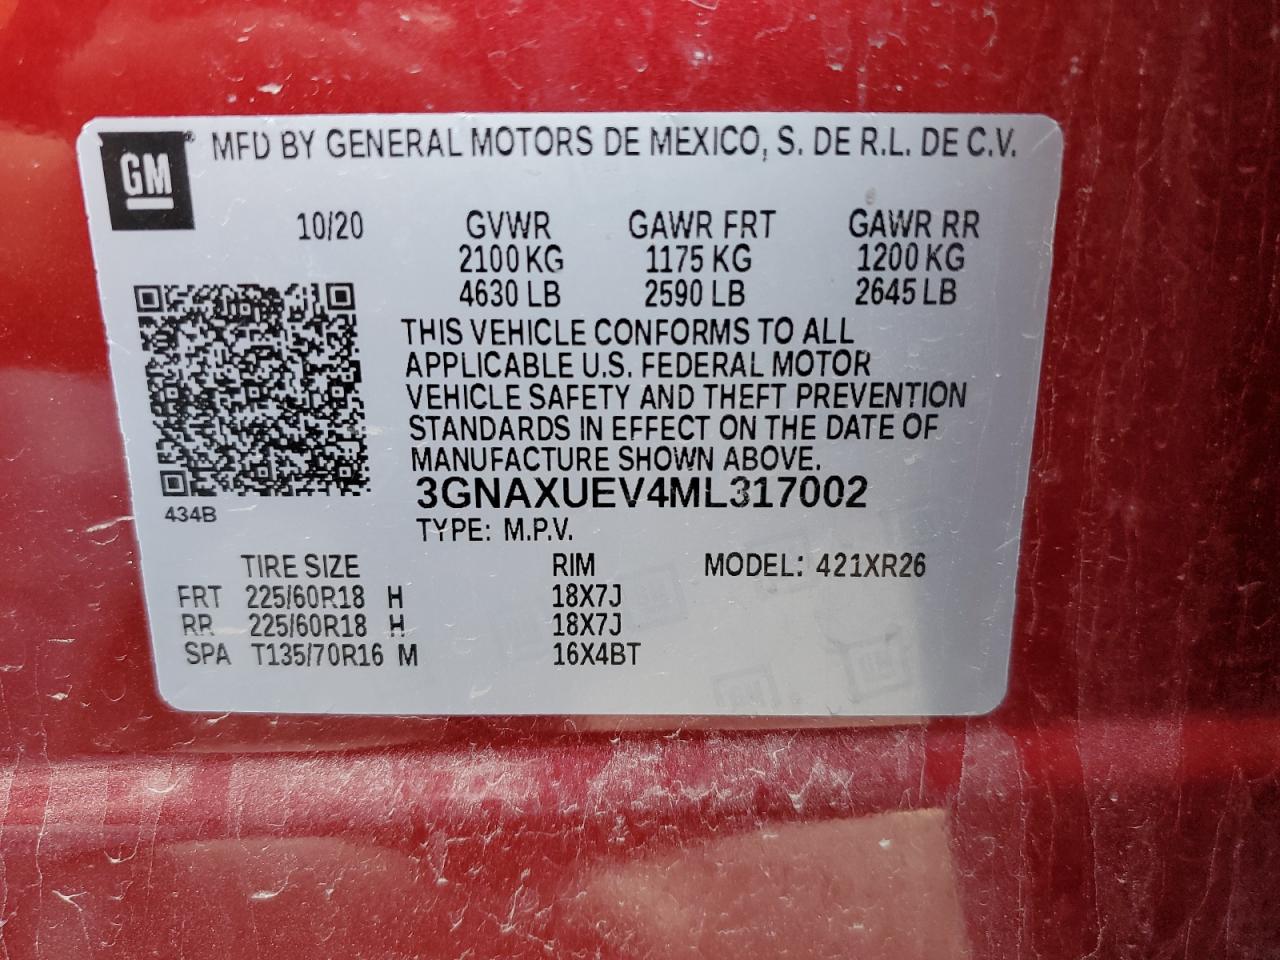 GM MFD BY GENERAL MOTORS DE MEXICO, S. DE R.L. DE C.V.
10/20 GVWR GAWR FRT GAWR RR
2100 KG 1175 KG 1200 KG
4630 LB 2590 LB 2645 LB
THIS VEHICLE CONFORMS TO ALL
APPLICABLE U.S. FEDERAL MOTOR
VEHICLE SAFETY AND THEFT PREVENTION
STANDARDS IN EFFECT ON THE DATE OF
MANUFACTURE SHOWN ABOVE.
3GNAXUEV4ML317002
434B
TYPE: M.P.V.
TIRE SIZE RIM MODEL: 421XR26
FRT 225/60R18 H 18X7J
RR 225/60R18 H 18X7J
SPA T135/70R16 M 16X4BT